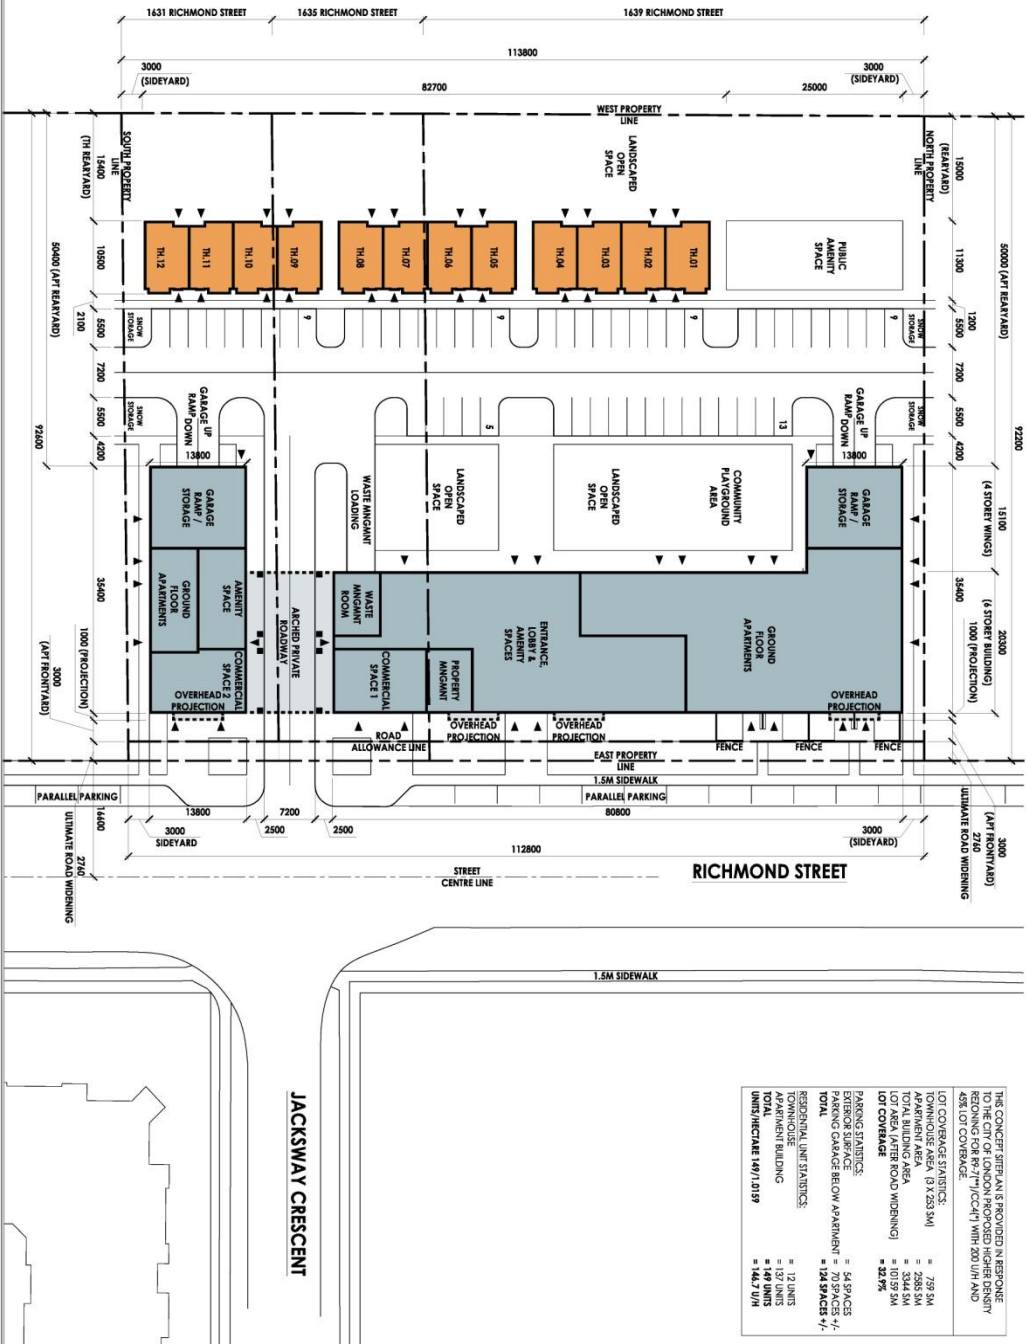 1631 RICHMOND STREET
1635 RICHMOND STREET
1639 RICHMOND STREET
113800
3000
(SIDEYARD)
82700
25000
3000
(SIDEYARD)
WEST PROPERTY
LINE
SOUTH PROPERTY
LINE
15400
(TH REARYARD)
LANDSCAPED
OPEN
SPACE
NORTH PROPERTY
LINE
15000
(REARYARD)
TH.12
TH.11
TH.10
TH.09
TH.08
TH.07
TH.06
TH.05
TH.04
TH.03
TH.02
TH.01
PUBLIC
AMENITY
SPACE
10500
11300
50400 (APT REARYARD)
50000 (APT REARYARD)
2100
1200
5500
SNOW
STORAGE
9
9
9
9
SNOW
STORAGE
5500
7200
7200
92600
92200
5500
SNOW
STORAGE
GARAGE UP
RAMP DOWN
5
13
GARAGE UP
RAMP DOWN
SNOW
STORAGE
5500
4200
4200
13800
13800
GARAGE
RAMP /
STORAGE
WASTE MNGMNT
LOADING
LANDSCAPED
OPEN
SPACE
LANDSCAPED
OPEN
SPACE
COMMUNITY
PLAYGROUND
AREA
GARAGE
RAMP /
STORAGE
15100
(4 STOREY WINGS)
35400
35400
GROUND
FLOOR
APARTMENTS
AMENITY
SPACE
ARCHED PRIVATE
ROADWAY
WASTE
MNGMNT
ROOM
ENTRANCE,
LOBBY &
AMENITY
SPACES
GROUND
FLOOR
APARTMENTS
20300
(6 STOREY BUILDING)
1000 (PROJECTION)
1000 (PROJECTION)
3000
(APT FRONTYARD)
COMMERCIAL
SPACE 2
COMMERCIAL
SPACE 1
PROPERTY
MNGMNT
OVERHEAD
PROJECTION
OVERHEAD
PROJECTION
OVERHEAD
PROJECTION
OVERHEAD
PROJECTION
ROAD
ALLOWANCE LINE
FENCE
FENCE
FENCE
EAST PROPERTY
LINE
1.5M SIDEWALK
PARALLEL PARKING
PARALLEL PARKING
16600
13800
7200
80800
3000
SIDEYARD
2500
2500
3000
(SIDEYARD)
3000
(APT FRONTYARD)
2760
ULTIMATE ROAD WIDENING
2760
ULTIMATE ROAD WIDENING
112800
STREET
CENTRE LINE
RICHMOND STREET
1.5M SIDEWALK
JACKSWAY CRESCENT
THIS CONCEPT SITEPLAN IS PROVIDED IN RESPONSE
TO THE CITY OF LONDON PROPOSED HIGHER DENSITY
REZONING FOR R9-7(**)/CC4(*) WITH 200 U/H AND
45% LOT COVERAGE.
LOT COVERAGE STATISTICS:
TOWNHOUSE AREA (3 X 253 SM) = 759 SM
APARTMENT AREA = 2585 SM
TOTAL BUILDING AREA = 3344 SM
LOT AREA (AFTER ROAD WIDENING) = 10159 SM
LOT COVERAGE = 32.9%
PARKING STATISTICS:
EXTERIOR SURFACE = 54 SPACES
PARKING GARAGE BELOW APARTMENT = 70 SPACES +/-
TOTAL = 124 SPACES +/-
RESIDENTIAL UNIT STATISTICS:
TOWNHOUSE = 12 UNITS
APARTMENT BUILDING = 137 UNITS
TOTAL = 149 UNITS
UNITS/HECTARE 149/1.0159 = 146.7 U/H